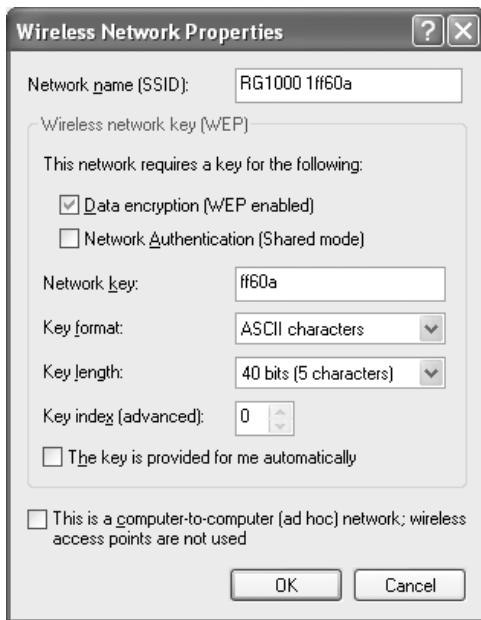 Wireless Network Properties
Network name (SSID): RG1000 1ff60a
Wireless network key (WEP)
This network requires a key for the following:
Data encryption (WEP enabled)
Network Authentication (Shared mode)
Network key: ff60a
Key format: ASCII characters
Key length: 40 bits (5 characters)
Key index (advanced): 0
The key is provided for me automatically
This is a computer-to-computer (ad hoc) network; wireless
access points are not used
OK Cancel